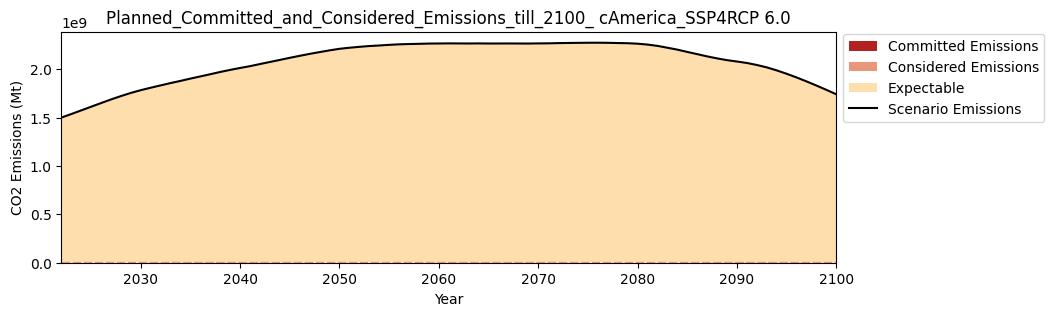 Planned_Committed_and_Considered_Emissions_till_2100_ cAmerica_SSP4RCP 6.0
1e9
2.0
1.5
1.0
0.5
0.0
CO2 Emissions (Mt)
2030 2040 2050 2060 2070 2080 2090 2100
Year
Committed Emissions
Considered Emissions
Expectable
Scenario Emissions